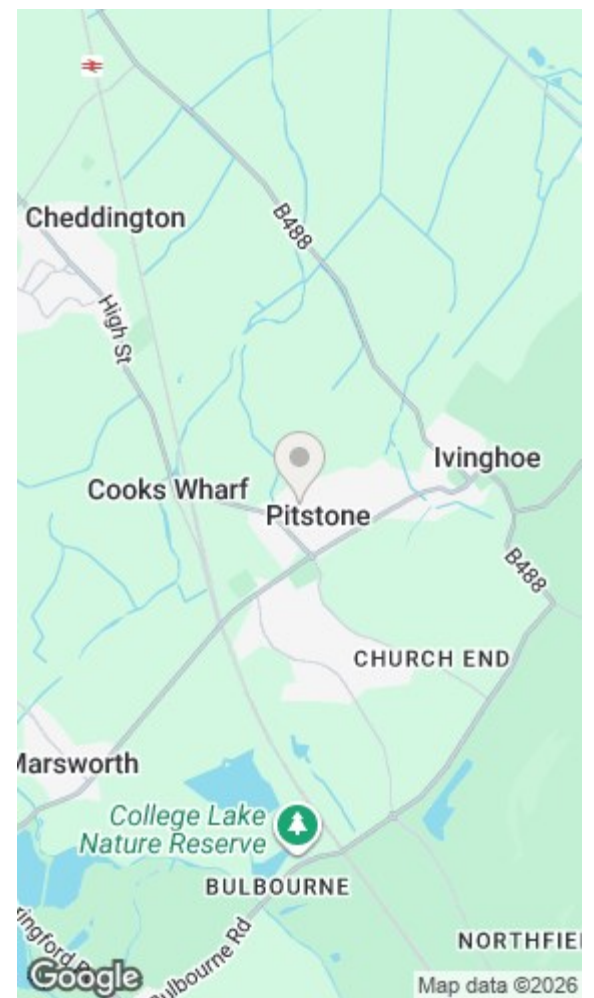 Cheddington
B488
High St
Ivinghoe
Cooks Wharf
Pitstone
B488
CHURCH END
Marsworth
College Lake
Nature Reserve
BULBOURNE
NORTHFIE
Bulbourne Rd
Google
Map data ©2026